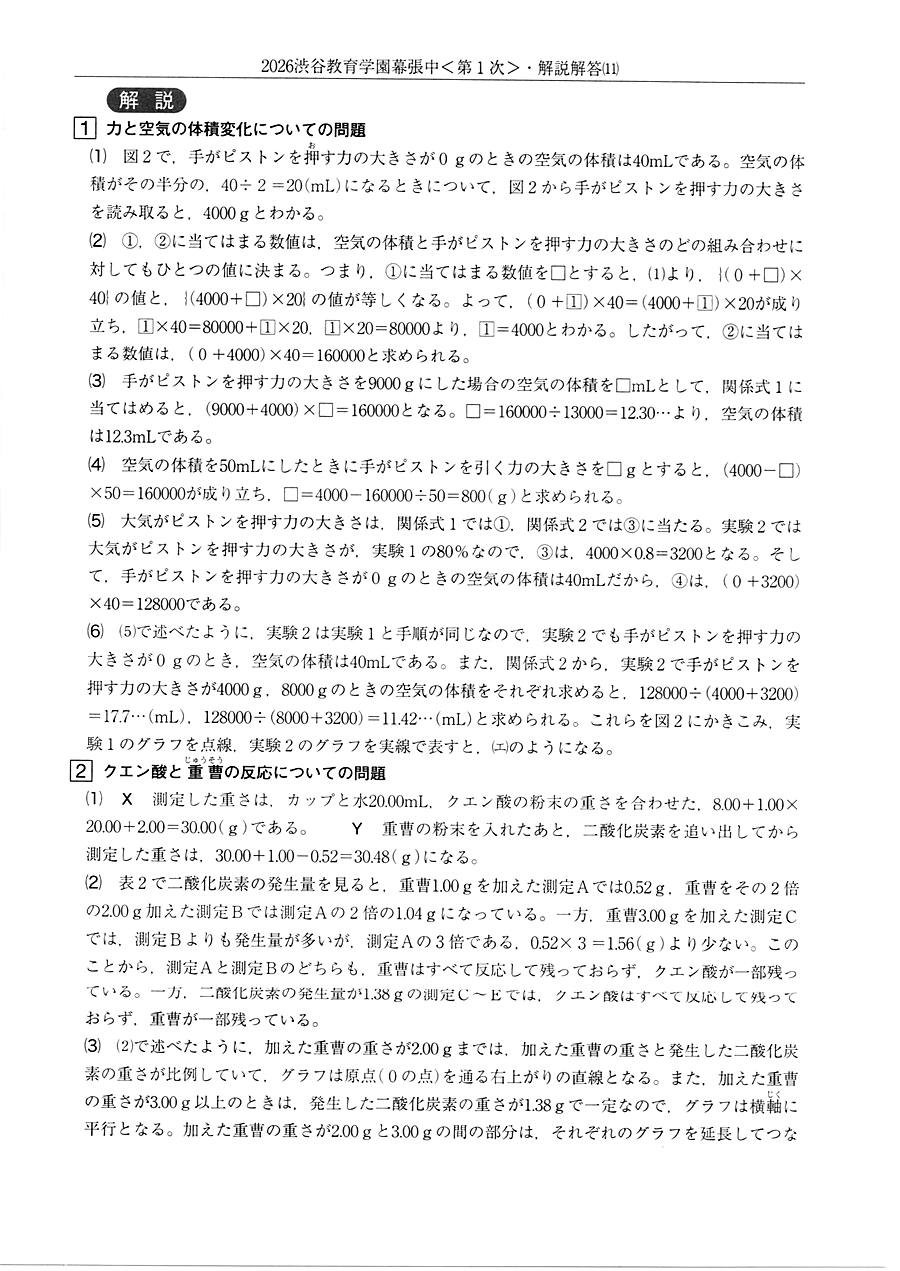 2026渋谷教育学園幕張中＜第１次＞・解説解答⑾
解説
1 力と空気の体積変化についての問題
⑴　図２で，手がピストンを押す力の大きさが０ｇのときの空気の体積は40mLである。空気の体
積がその半分の，40÷２＝20(mL)になるときについて，図２から手がピストンを押す力の大きさ
を読み取ると，4000ｇとわかる。
⑵　①，②に当てはまる数値は，空気の体積と手がピストンを押す力の大きさのどの組み合わせに
対してもひとつの値に決まる。つまり，①に当てはまる数値を□とすると，⑴より，{(０＋□)×
40}の値と，{(4000＋□)×20}の値が等しくなる。よって，(０＋1)×40＝(4000＋1)×20が成り
立ち，1×40＝80000＋1×20，1×20＝80000より，1＝4000とわかる。したがって，②に当ては
まる数値は，(０＋4000)×40＝160000と求められる。
⑶　手がピストンを押す力の大きさを9000ｇにした場合の空気の体積を□mLとして，関係式１に
当てはめると，(9000＋4000)×□＝160000となる。□＝160000÷13000＝12.30…より，空気の体積
は12.3mLである。
⑷　空気の体積を50mLにしたときに手がピストンを引く力の大きさを□ｇとすると，(4000－□)
×50＝160000が成り立ち，□＝4000－160000÷50＝800(ｇ)と求められる。
⑸　大気がピストンを押す力の大きさは，関係式１では①，関係式２では③に当たる。実験２では
大気がピストンを押す力の大きさが，実験１の80％なので，③は，4000×0.8＝3200となる。そし
て，手がピストンを押す力の大きさが０ｇのときの空気の体積は40mLだから，④は，(０＋3200)
×40＝128000である。
⑹　⑸で述べたように，実験２は実験１と手順が同じなので，実験２でも手がピストンを押す力の
大きさが０ｇのとき，空気の体積は40mLである。また，関係式２から，実験２で手がピストンを
押す力の大きさが4000ｇ，8000ｇのときの空気の体積をそれぞれ求めると，128000÷(4000＋3200)
＝17.7…(mL)，128000÷(8000＋3200)＝11.42…(mL)と求められる。これらを図２にかきこみ，実
験１のグラフを点線，実験２のグラフを実線で表すと，㈍のようになる。
2 クエン酸と重曹の反応についての問題
⑴　X　測定した重さは，カップと水20.00mL，クエン酸の粉末の重さを合わせた，8.00＋1.00×
20.00＋2.00＝30.00(ｇ)である。　Y　重曹の粉末を入れたあと，二酸化炭素を追い出してから
測定した重さは，30.00＋1.00－0.52＝30.48(ｇ)になる。
⑵　表２で二酸化炭素の発生量を見ると，重曹1.00ｇを加えた測定Ａでは0.52ｇ，重曹をその２倍
の2.00ｇ加えた測定Ｂでは測定Ａの２倍の1.04ｇになっている。一方，重曹3.00ｇを加えた測定Ｃ
では，測定Ｂよりも発生量が多いが，測定Ａの３倍である，0.52×３＝1.56(ｇ)より少ない。この
ことから，測定Ａと測定Ｂのどちらも，重曹はすべて反応して残っておらず，クエン酸が一部残っ
ている。一方，二酸化炭素の発生量が1.38ｇの測定Ｃ～Ｅでは，クエン酸はすべて反応して残って
おらず，重曹が一部残っている。
⑶　⑵で述べたように，加えた重曹の重さが2.00ｇまでは，加えた重曹の重さと発生した二酸化炭
素の重さが比例していて，グラフは原点(０の点)を通る右上がりの直線となる。また，加えた重曹
の重さが3.00ｇ以上のときは，発生した二酸化炭素の重さが1.38ｇで一定なので，グラフは横軸に
平行となる。加えた重曹の重さが2.00ｇと3.00ｇの間の部分は，それぞれのグラフを延長してつな